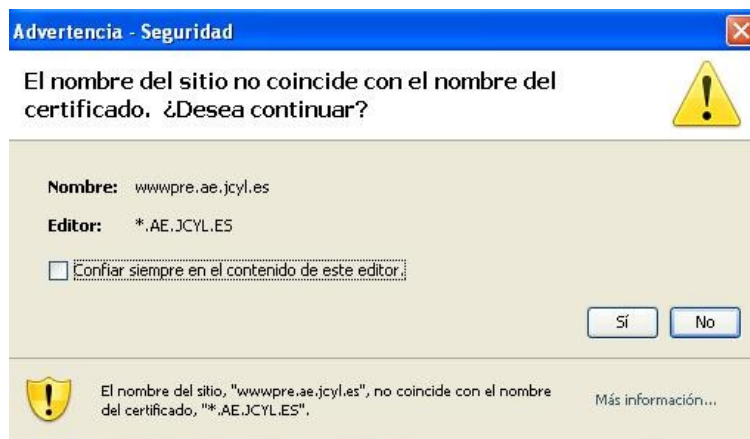 Advertencia - Seguridad
El nombre del sitio no coincide con el nombre del
certificado. ¿Desea continuar?
Nombre: wwwpre.ae.jcyl.es
Editor: *.AE.JCYL.ES
Confiar siempre en el contenido de este editor.
Sí No
El nombre del sitio, "wwwpre.ae.jcyl.es", no coincide con el nombre
del certificado, "*.AE.JCYL.ES".
Más información...